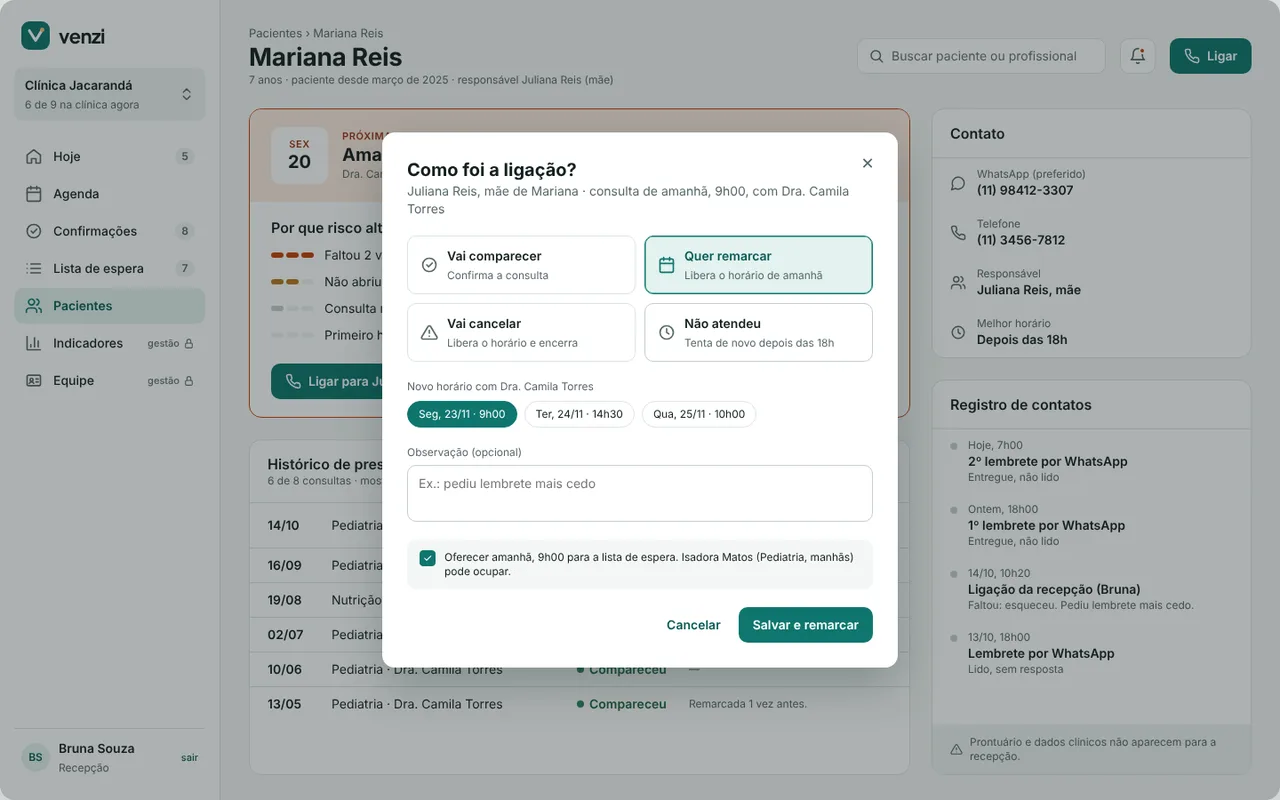 venzi
Clínica Jacarandá
6 de 9 na clínica agora
Hoje 5
Agenda
Confirmações 8
Lista de espera 7
Pacientes
Indicadores gestão
Equipe gestão
BS
Bruna Souza
Recepção
sair
Pacientes › Mariana Reis
Mariana Reis
7 anos · paciente desde março de 2025 · responsável Juliana Reis (mãe)
Buscar paciente ou profissional
Ligar
SEX
20
Dra.
Por que risco
Faltou 2
Não abriu
Consulta
Primeiro
Ligar para
Histórico de
6 de 8 consultas ·
14/10 Pediatria
16/09 Pediatria
19/08 Nutrição
02/07 Pediatria
10/06 Pediatria · Dra. Camila Torres Compareceu —
13/05 Pediatria · Dra. Camila Torres Compareceu Remarcada 1 vez antes.
Como foi a ligação?
Juliana Reis, mãe de Mariana · consulta de amanhã, 9h00, com Dra. Camila
Torres
Vai comparecer
Confirma a consulta
Quer remarcar
Libera o horário de amanhã
Vai cancelar
Libera o horário e encerra
Não atendeu
Tenta de novo depois das 18h
Novo horário com Dra. Camila Torres
Seg, 23/11 · 9h00
Ter, 24/11 · 14h30
Qua, 25/11 · 10h00
Observação (opcional)
Ex.: pediu lembrete mais cedo
Oferecer amanhã, 9h00 para a lista de espera. Isadora Matos (Pediatria, manhãs)
pode ocupar.
Cancelar
Salvar e remarcar
Contato
WhatsApp (preferido)
(11) 98412-3307
Telefone
(11) 3456-7812
Responsável
Juliana Reis, mãe
Melhor horário
Depois das 18h
Registro de contatos
Hoje, 7h00
2º lembrete por WhatsApp
Entregue, não lido
Ontem, 18h00
1º lembrete por WhatsApp
Entregue, não lido
14/10, 10h20
Ligação da recepção (Bruna)
Faltou: esqueceu. Pediu lembrete mais cedo.
13/10, 18h00
Lembrete por WhatsApp
Lido, sem resposta
Prontuário e dados clínicos não aparecem para a
recepção.